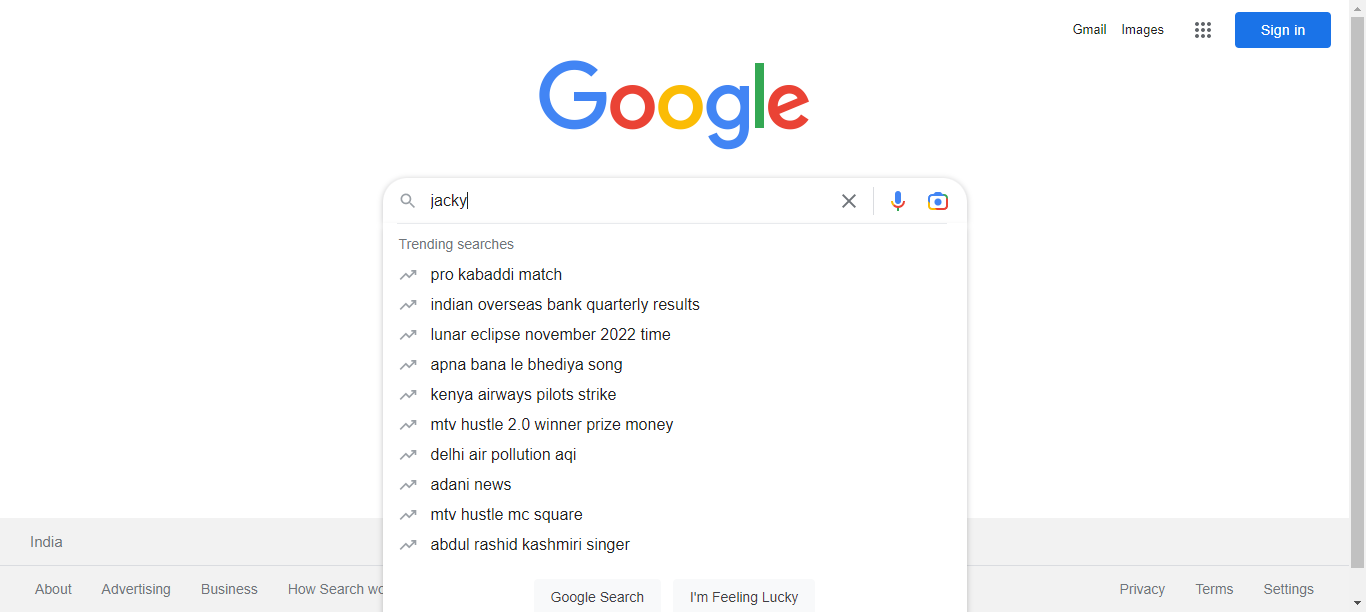 Gmail Images Sign in
Google
jacky
Trending searches
pro kabaddi match
indian overseas bank quarterly results
lunar eclipse november 2022 time
apna bana le bhediya song
kenya airways pilots strike
mtv hustle 2.0 winner prize money
delhi air pollution aqi
adani news
mtv hustle mc square
abdul rashid kashmiri singer
India
About Advertising Business How Search wo Privacy Terms Settings
Google Search I'm Feeling Lucky